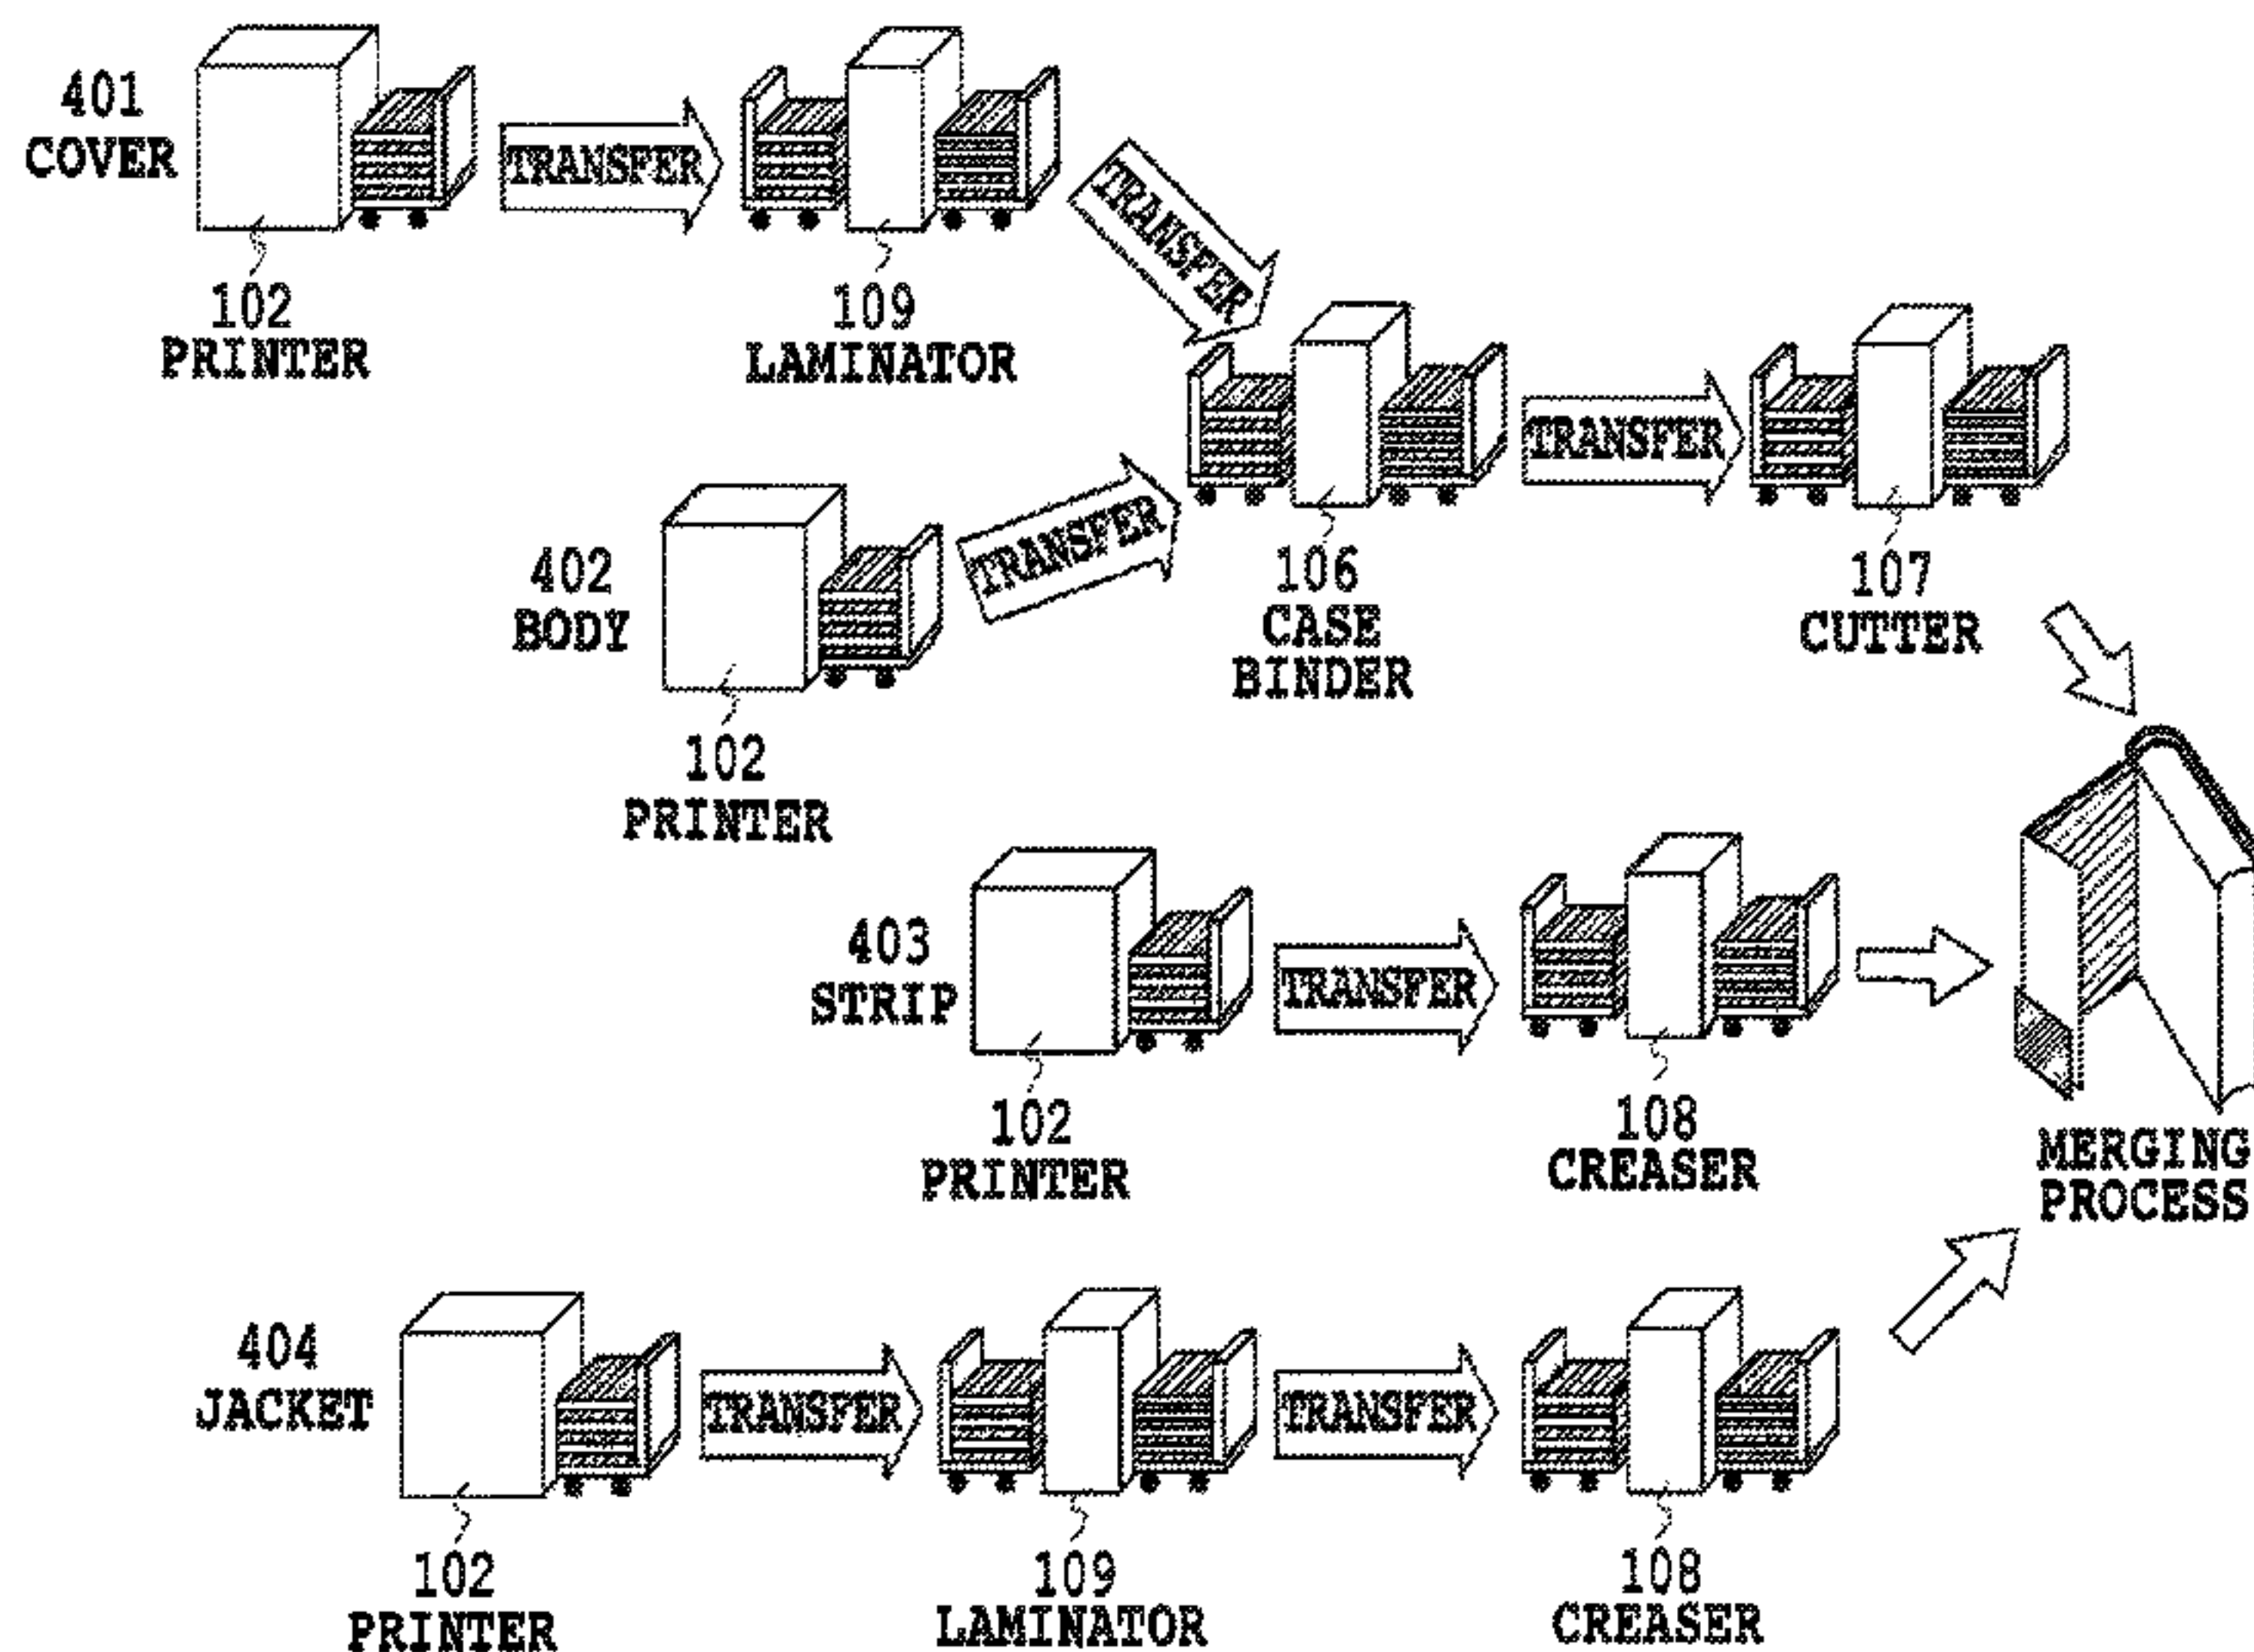 401
COVER
TRANSFER
102
PRINTER
109
LAMINATOR
TRANSFER
402
BODY
102
PRINTER
TRANSFER
106
CASE
BINDER
TRANSFER
107
CUTTER
403
STRIP
102
PRINTER
TRANSFER
108
CREASER
MERGING
PROCESS
404
JACKET
102
PRINTER
TRANSFER
109
LAMINATOR
TRANSFER
108
CREASER